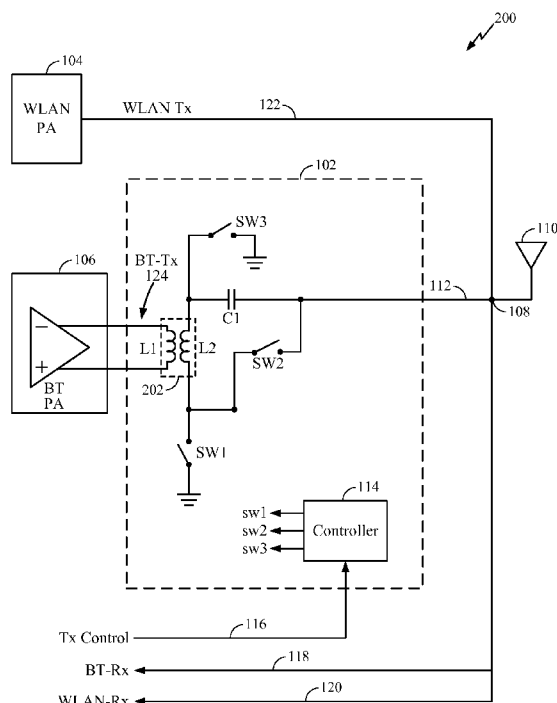 200
104
WLAN
PA
WLAN Tx
122
102
SW3
110
BT-Tx
124
106
112
108
C1
L1
L2
SW2
202
BT
PA
SW1
114
sw1
sw2
sw3
Controller
Tx Control
116
BT-Rx
118
WLAN-Rx
120